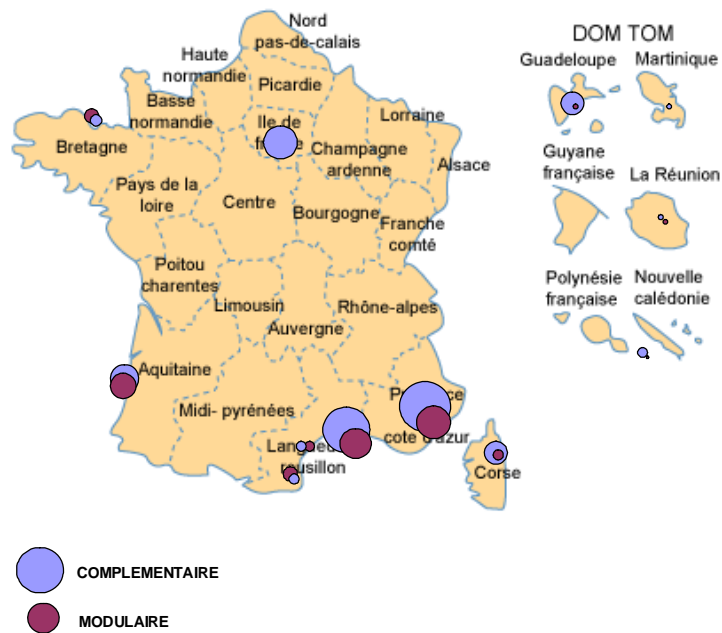 Nord
pas-de-calais
Haute
normandie
Picardie
Basse
normandie
Ile de
Lorraine
Champagne
ardenne
Alsace
Bretagne
Pays de la
loire
Centre
Bourgogne
Franche
comté
Poitou
charentes
Limousin
Rhône-alpes
Auvergne
Aquitaine
Midi- pyrénées
cote d'azur
Corse
DOM TOM
Guadeloupe
Martinique
Guyane
française
La Réunion
Polynésie
française
Nouvelle
calédonie
COMPLEMENTAIRE
MODULAIRE